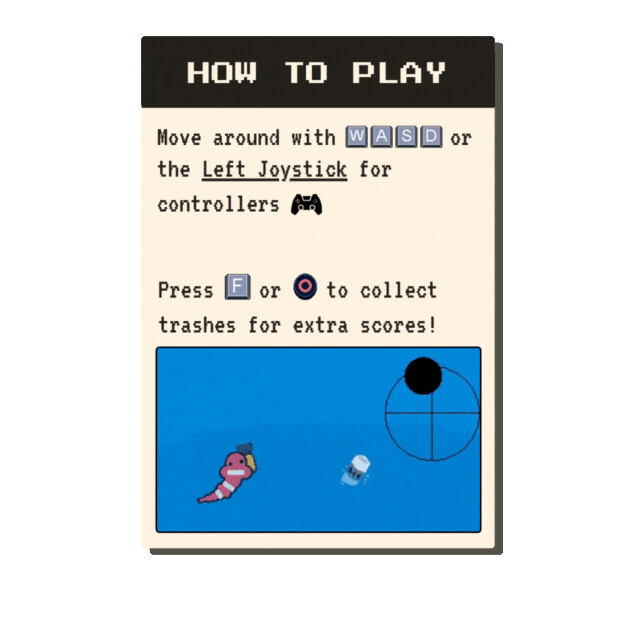 HOW TO PLAY
Move around with W A S D or
the Left Joystick for
controllers
Press F or to collect
trashes for extra scores!